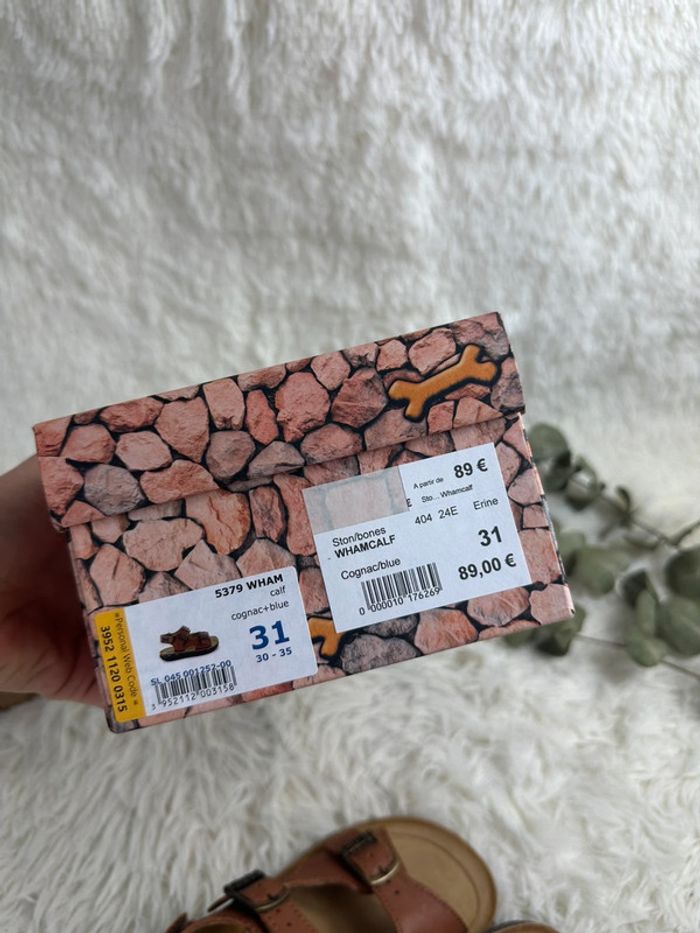 A partir de 89 €
E Sto... Whamcalf
404 24E Erine
Ston/bones
- WHAMCALF
31
Cognac/blue
89,00 €
0 000010 176269
5379 WHAM
calf
cognac+blue
31
30 - 35
SL 045 001252-00
3 952112 003158
Personal Web Code
3952 1120 0315